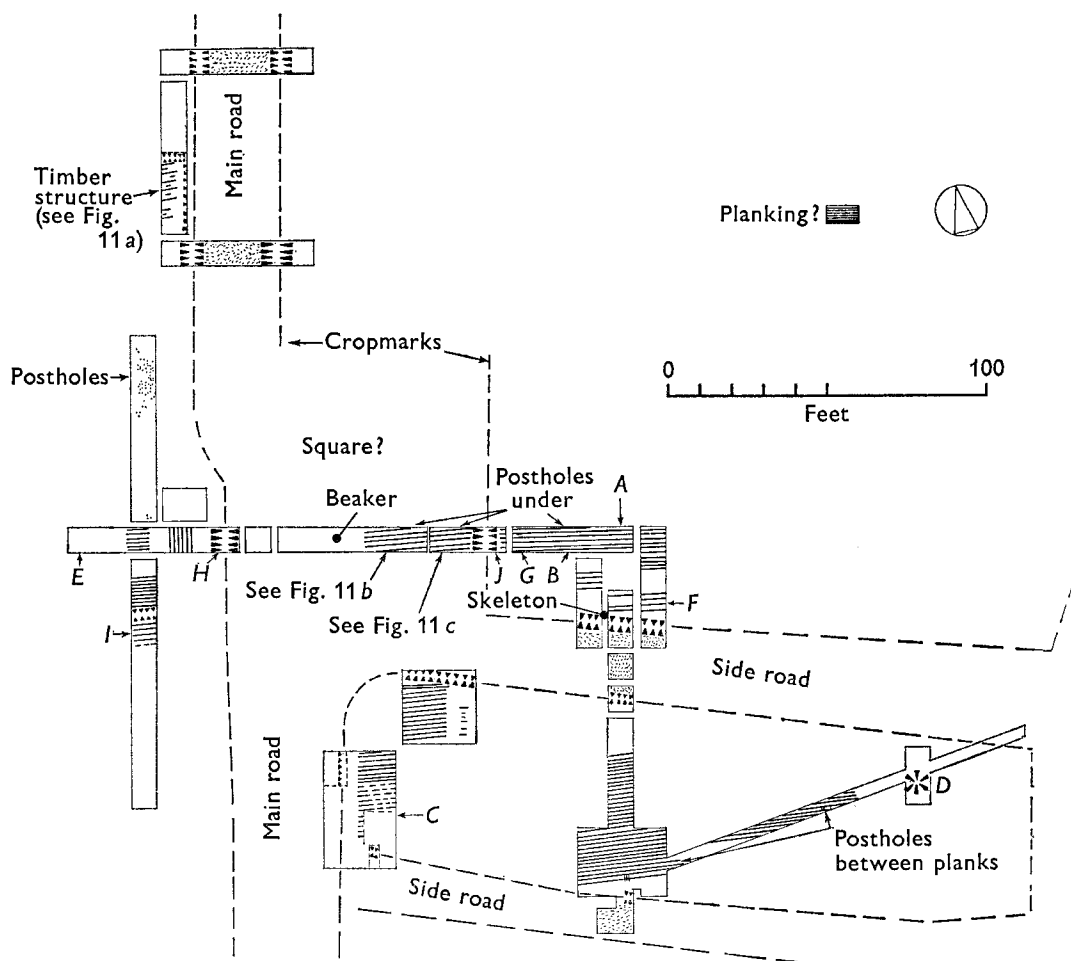 Main road
Timber
structure
(see Fig.
11a)
Planking?
Cropmarks
0 100
Feet
Postholes
Square?
Beaker
Postholes
under
A
E
H
J
G
B
See Fig. 11b
See Fig. 11c
Skeleton
F
I
Side road
Main road
C
D
Postholes
between planks
Side road